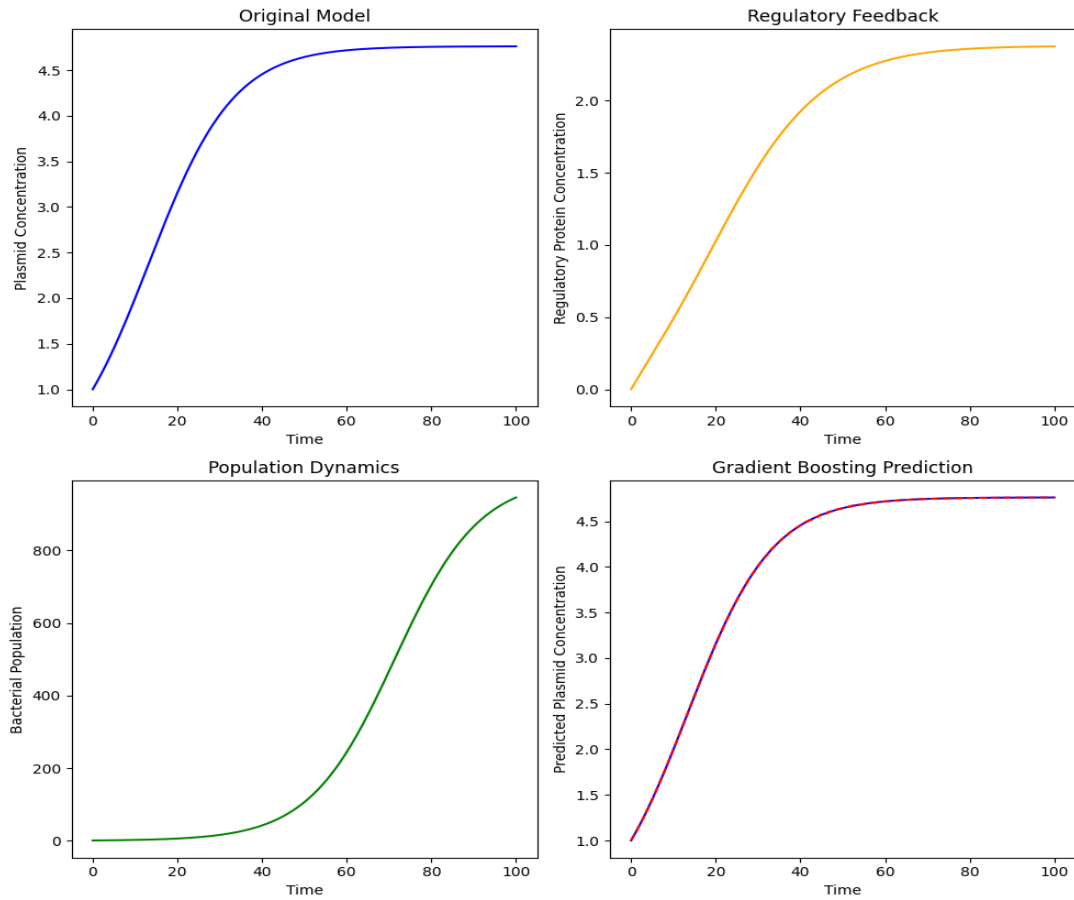 Original Model
Plasmid Concentration
4.5
4.0
3.5
3.0
2.5
2.0
1.5
1.0
0 20 40 60 80 100
Time
Regulatory Feedback
Regulatory Protein Concentration
2.0
1.5
1.0
0.5
0.0
0 20 40 60 80 100
Time
Population Dynamics
Bacterial Population
800
600
400
200
0
0 20 40 60 80 100
Time
Gradient Boosting Prediction
Predicted Plasmid Concentration
4.5
4.0
3.5
3.0
2.5
2.0
1.5
1.0
0 20 40 60 80 100
Time